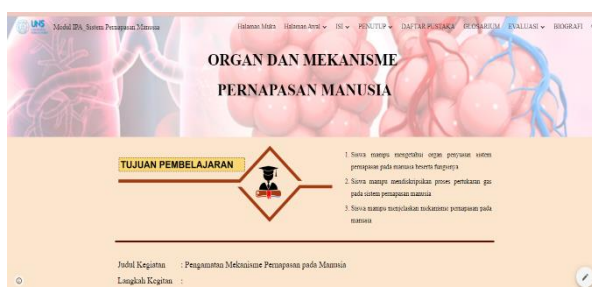 UNS
Modul IPA_Sistem Pernapasan Manusia
Halaman Muka Halaman Awal ISI PENUTUP DAFTAR PUSTAKA GLOSARIUM EVALUASI BIOGRAFI
ORGAN DAN MEKANISME
PERNAPASAN MANUSIA
TUJUAN PEMBELAJARAN
1. Siswa mampu mengetahui organ penyusun sistem
pernapasan pada manusia beserta fungsinya
2. Siswa mampu mendiskripsikan proses pertukaran gas
pada sistem pernapasan manusia
3. Siswa mampu menjelaskan mekanisme pernapasan pada
manusia.
Judul Kegiatan : Pengamatan Mekanisme Pernapasan pada Manusia
Langkah Kegitan :